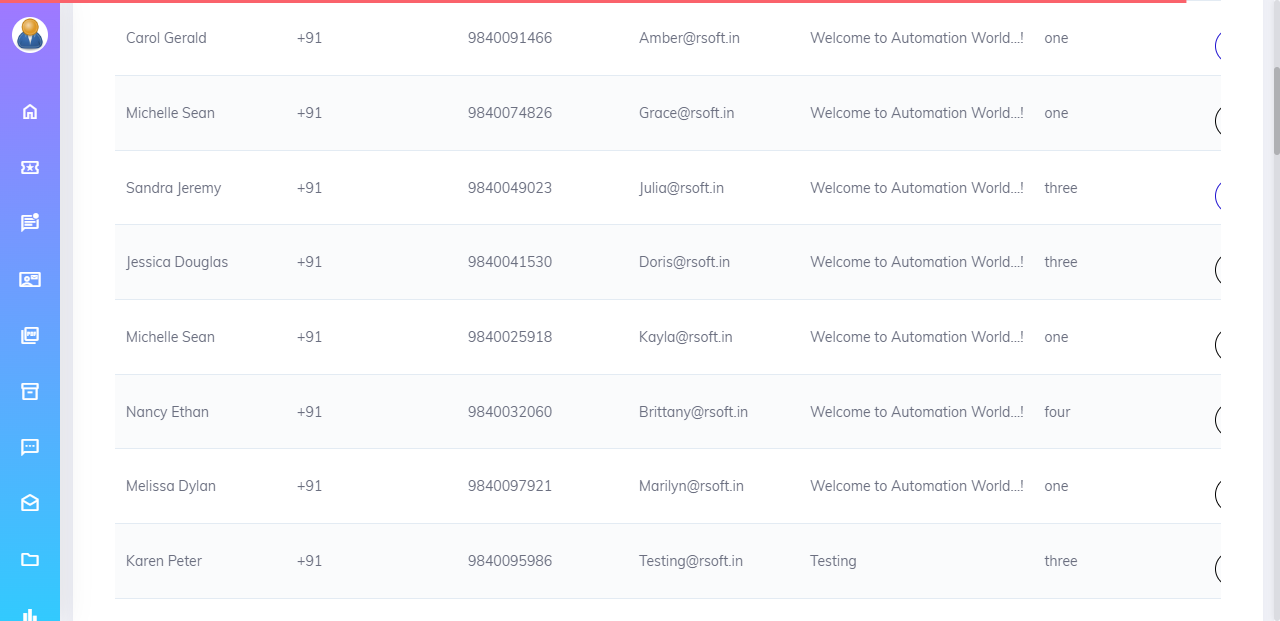 Carol Gerald +91 9840091466 Amber@rsoft.in Welcome to Automation World...! one
Michelle Sean +91 9840074826 Grace@rsoft.in Welcome to Automation World...! one
Sandra Jeremy +91 9840049023 Julia@rsoft.in Welcome to Automation World...! three
Jessica Douglas +91 9840041530 Doris@rsoft.in Welcome to Automation World...! three
Michelle Sean +91 9840025918 Kayla@rsoft.in Welcome to Automation World...! one
Nancy Ethan +91 9840032060 Brittany@rsoft.in Welcome to Automation World...! four
Melissa Dylan +91 9840097921 Marilyn@rsoft.in Welcome to Automation World...! one
Karen Peter +91 9840095986 Testing@rsoft.in Testing three